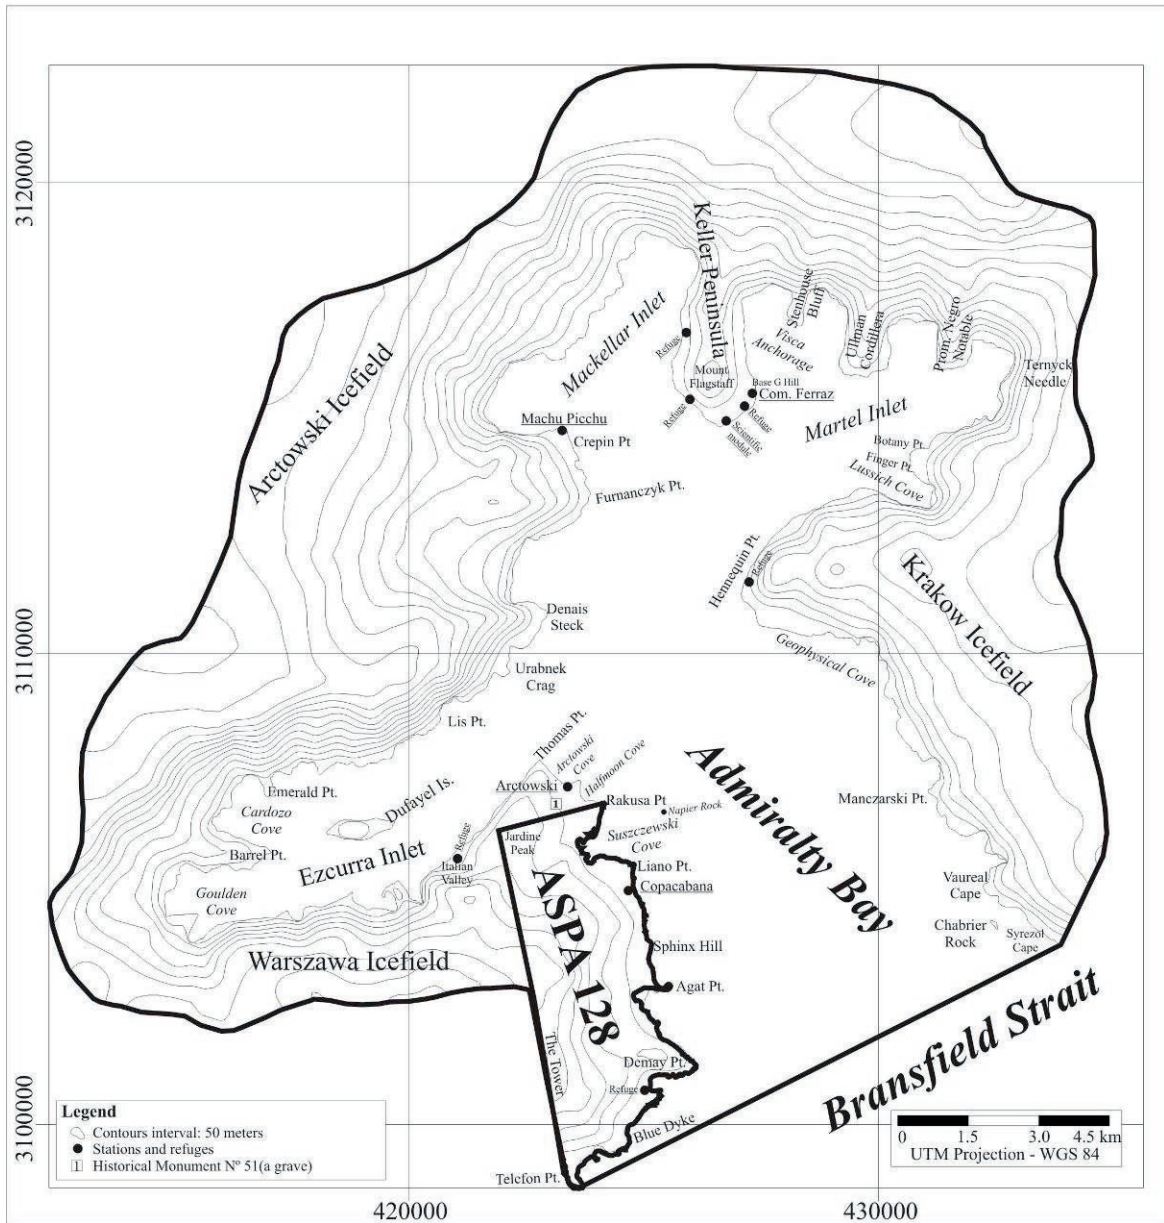 3120000
3110000
3100000
420000
430000
Keller Peninsula
Mackellar Inlet
Refuge
Mount
Flagstaff
Stenhouse
Bluff
Visca
Anchorage
Ullman
Cordillera
Prom. Negro
Notable
Ternyck
Needle
Base G Hill
Com. Ferraz
Refuge
Refuge
Scientific
module
Martel Inlet
Botany Pt.
Finger Pt.
Lussich Cove
Arctowski Icefield
Machu Picchu
Crepin Pt
Furnanczyk Pt.
Hennequin Pt.
Refuge
Krakow Icefield
Geophysical Cove
Denais
Steck
Urabnek
Crag
Lis Pt.
Thomas Pt.
Arctowski
Cove
Halfmoon Cove
Arctowski
1
Rakusa Pt
Napier Rock
Suszczewski
Cove
Admiralty Bay
Manczarski Pt.
Emerald Pt.
Cardozo
Cove
Dufayel Is.
Barrel Pt.
Ezcurra Inlet
Refuge
Italian
Valley
Goulden
Cove
Jardine
Peak
Liano Pt.
Copacabana
ASPA 128
Sphinx Hill
Agat Pt.
Vaureal
Cape
Chabrier
Rock
Syrezol
Cape
Warszawa Icefield
The Tower
Demay Pt.
Refuge
Blue Dyke
Telefon Pt.
Bransfield Strait
Legend
Contours interval: 50 meters
Stations and refuges
1 Historical Monument Nº 51(a grave)
0 1.5 3.0 4.5 km
UTM Projection - WGS 84